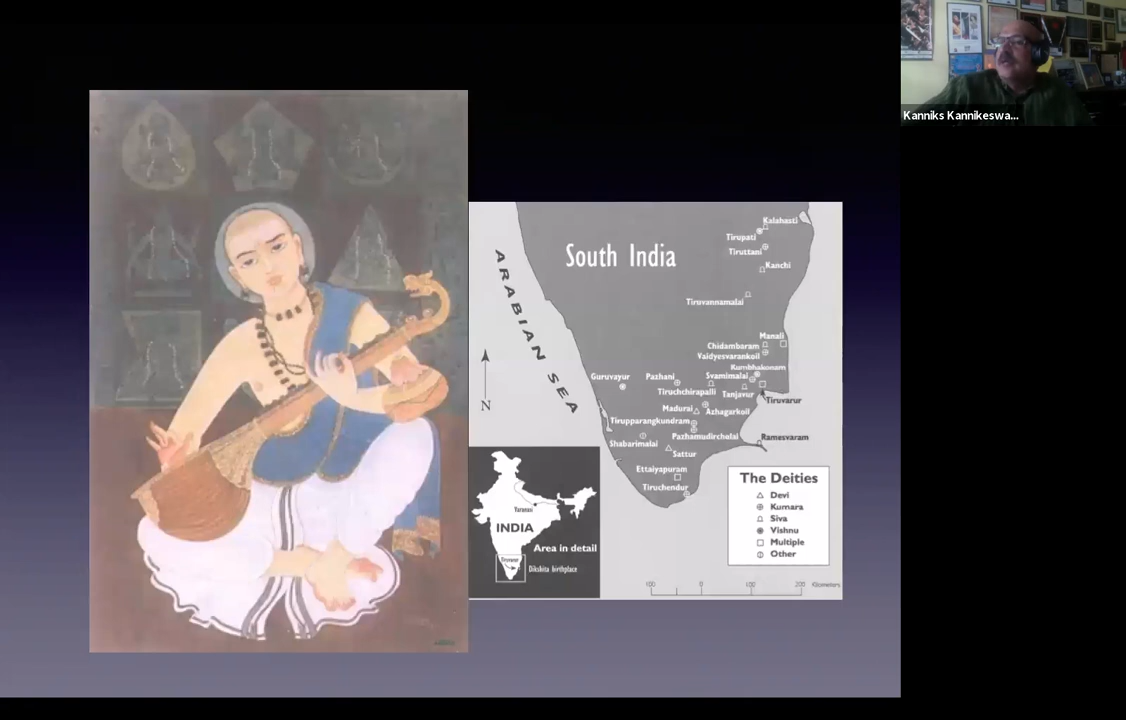 Kanniks Kannikeswa...
South India
ARABIAN SEA
N
Kalahasti
Tirupati
Tiruttani
Kanchi
Tiruvannamalai
Manali
Chidambaram
Vaidyesvarankoil
Kumbhakonam
Guruvayur
Pazhani
Svamimalai
Tiruchchirapalli
Tanjavur
Tiruvarur
Madurai
Azhagarkoil
Tirupparangkundram
Shabarimalai
Pazhamudircholai
Ramesvaram
Sattur
Ettaiyapuram
Tiruchendur
The Deities
Devi
Kumara
Siva
Vishnu
Multiple
Other
Varanasi
INDIA
Area in detail
Dikshita birthplace
100 0 100 200 Kilometers